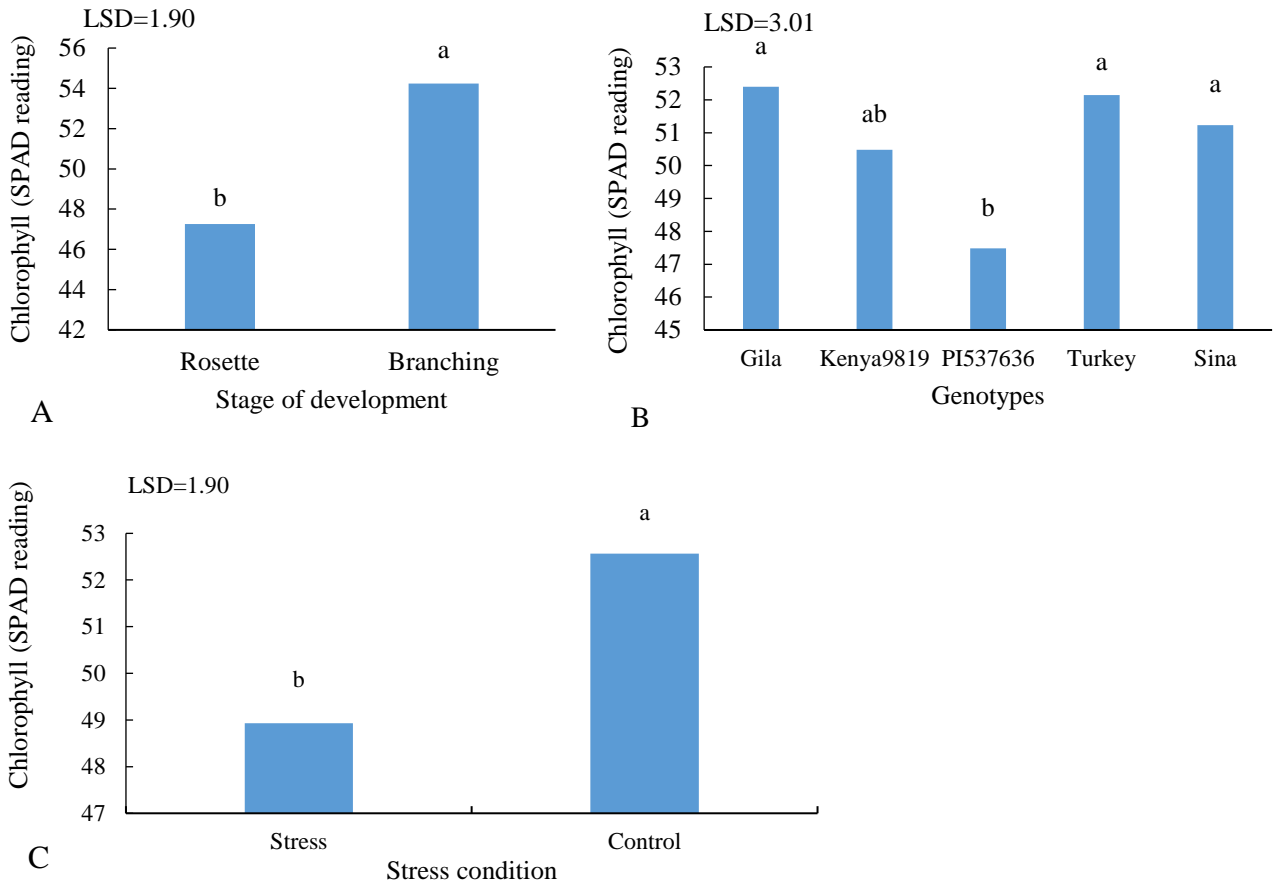 LSD=1.90
Chlorophyll (SPAD reading)
56
54
52
50
48
46
44
42
b
a
Rosette Branching
Stage of development
A
LSD=3.01
Chlorophyll (SPAD reading)
53
52
51
50
49
48
47
46
45
a
ab
b
a
a
Gila Kenya9819 PI537636 Turkey Sina
Genotypes
B
LSD=1.90
Chlorophyll (SPAD reading)
53
52
51
50
49
48
47
b
a
Stress Control
Stress condition
C